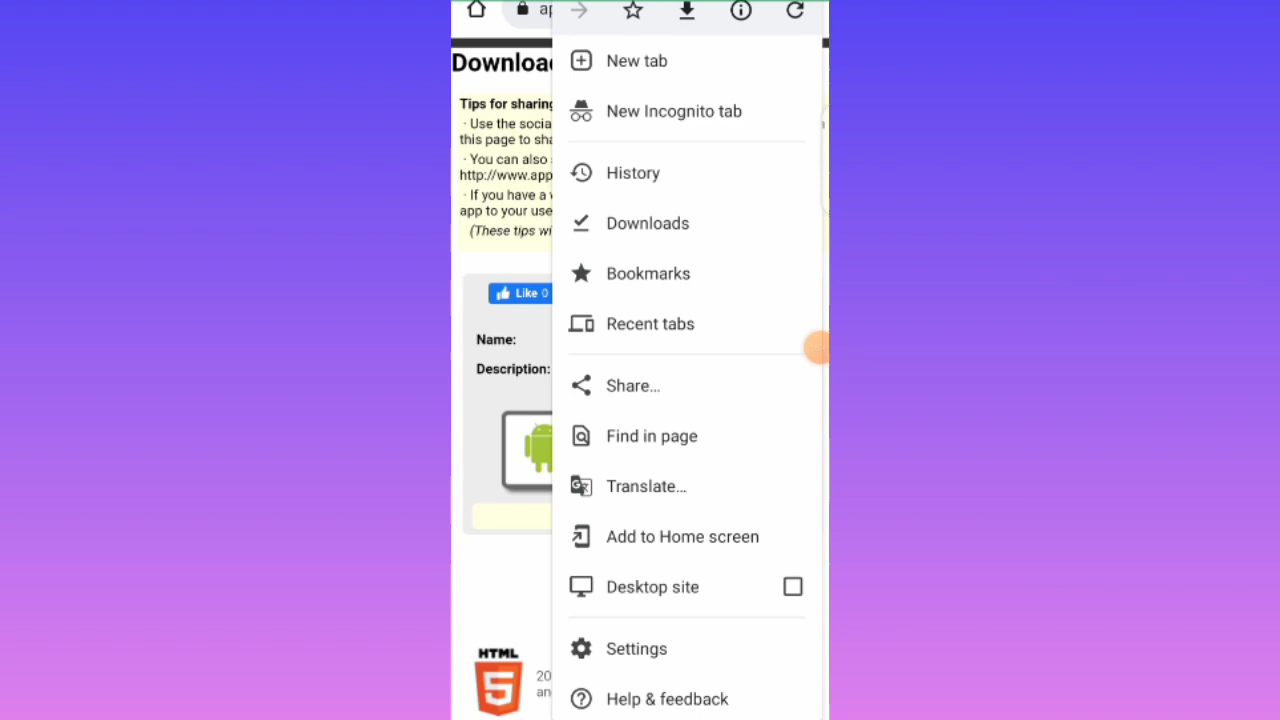 ap
Downloa
Tips for sharing
· Use the socia
this page to sha
· You can also
http://www.app
· If you have a
app to your use
(These tips wi
Like 0
Name:
Description:
HTML
5
20
an
New tab
New Incognito tab
History
Downloads
Bookmarks
Recent tabs
Share...
Find in page
Translate...
Add to Home screen
Desktop site
Settings
Help & feedback